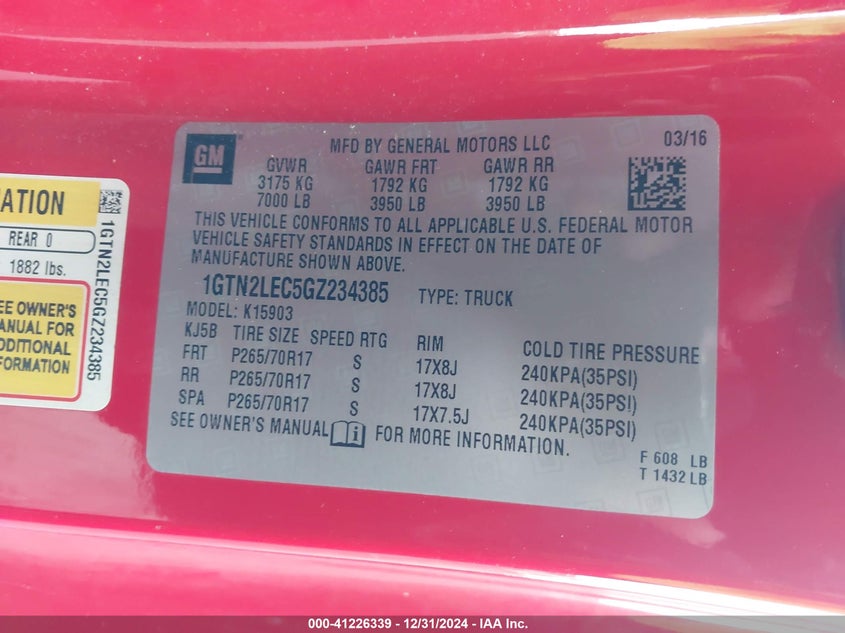 GM
MFD BY GENERAL MOTORS LLC
03/16
GVWR GAWR FRT GAWR RR
3175 KG 1792 KG 1792 KG
7000 LB 3950 LB 3950 LB
THIS VEHICLE CONFORMS TO ALL APPLICABLE U.S. FEDERAL MOTOR
VEHICLE SAFETY STANDARDS IN EFFECT ON THE DATE OF
MANUFACTURE SHOWN ABOVE.
1GTN2LEC5GZ234385 TYPE: TRUCK
MODEL: K15903
KJ5B TIRE SIZE SPEED RTG RIM COLD TIRE PRESSURE
FRT P265/70R17 S 17X8J 240KPA(35PSI)
RR P265/70R17 S 17X8J 240KPA(35PSI)
SPA P265/70R17 S 17X7.5J 240KPA(35PSI)
SEE OWNER'S MANUAL i FOR MORE INFORMATION.
F 608 LB
T 1432 LB
ATION
REAR 0
1882 lbs.
EE OWNER'S
ANUAL FOR
DDITIONAL
FORMATION
1GTN2LEC5GZ234385
000-41226339 - 12/31/2024 - IAA Inc.